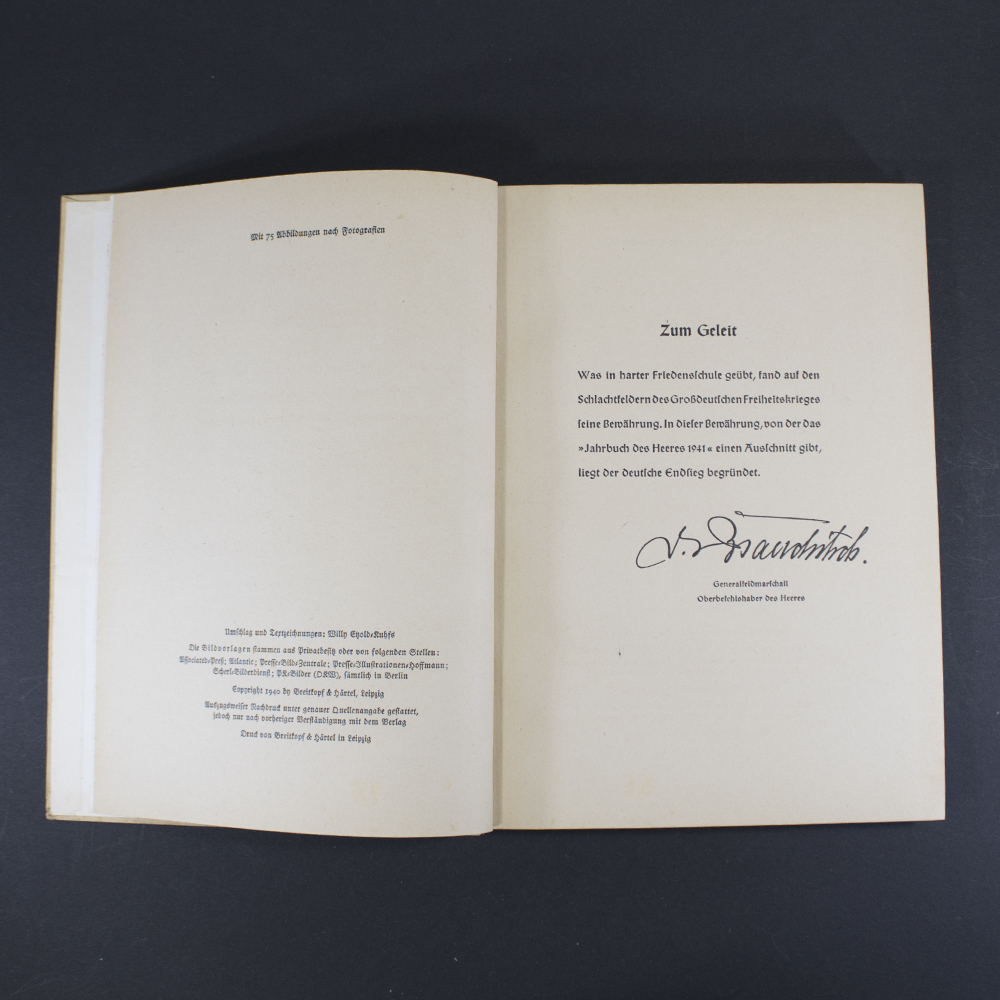 Mit 75 Abbildungen nach Fotografien
Umschlag und Textzeichnungen: Willy Etzold-Kuhfs
Die Bildvorlagen stammen aus Privatbesitz oder von folgenden Stellen:
Associated-Preß; Atlantic; Presse-Bild-Zentrale; Presse-Illustrationen-Hoffmann;
Scherl-Bilderdienst; PK-Bilder (OKW), sämtlich in Berlin
Copyright 1940 by Breitkopf & Härtel, Leipzig
Auszugsweiser Nachdruck unter genauer Quellenangabe gestattet,
jedoch nur nach vorheriger Verständigung mit dem Verlag
Druck von Breitkopf & Härtel in Leipzig
Zum Geleit
Was in harter Friedensschule geübt, fand auf den
Schlachtfeldern des Großdeutschen Freiheitskrieges
seine Bewährung. In dieser Bewährung, von der das
»Jahrbuch des Heeres 1941« einen Ausschnitt gibt,
liegt der deutsche Endsieg begründet.
v. Brauchitsch.
Generalfeldmarschall
Oberbefehlshaber des Heeres